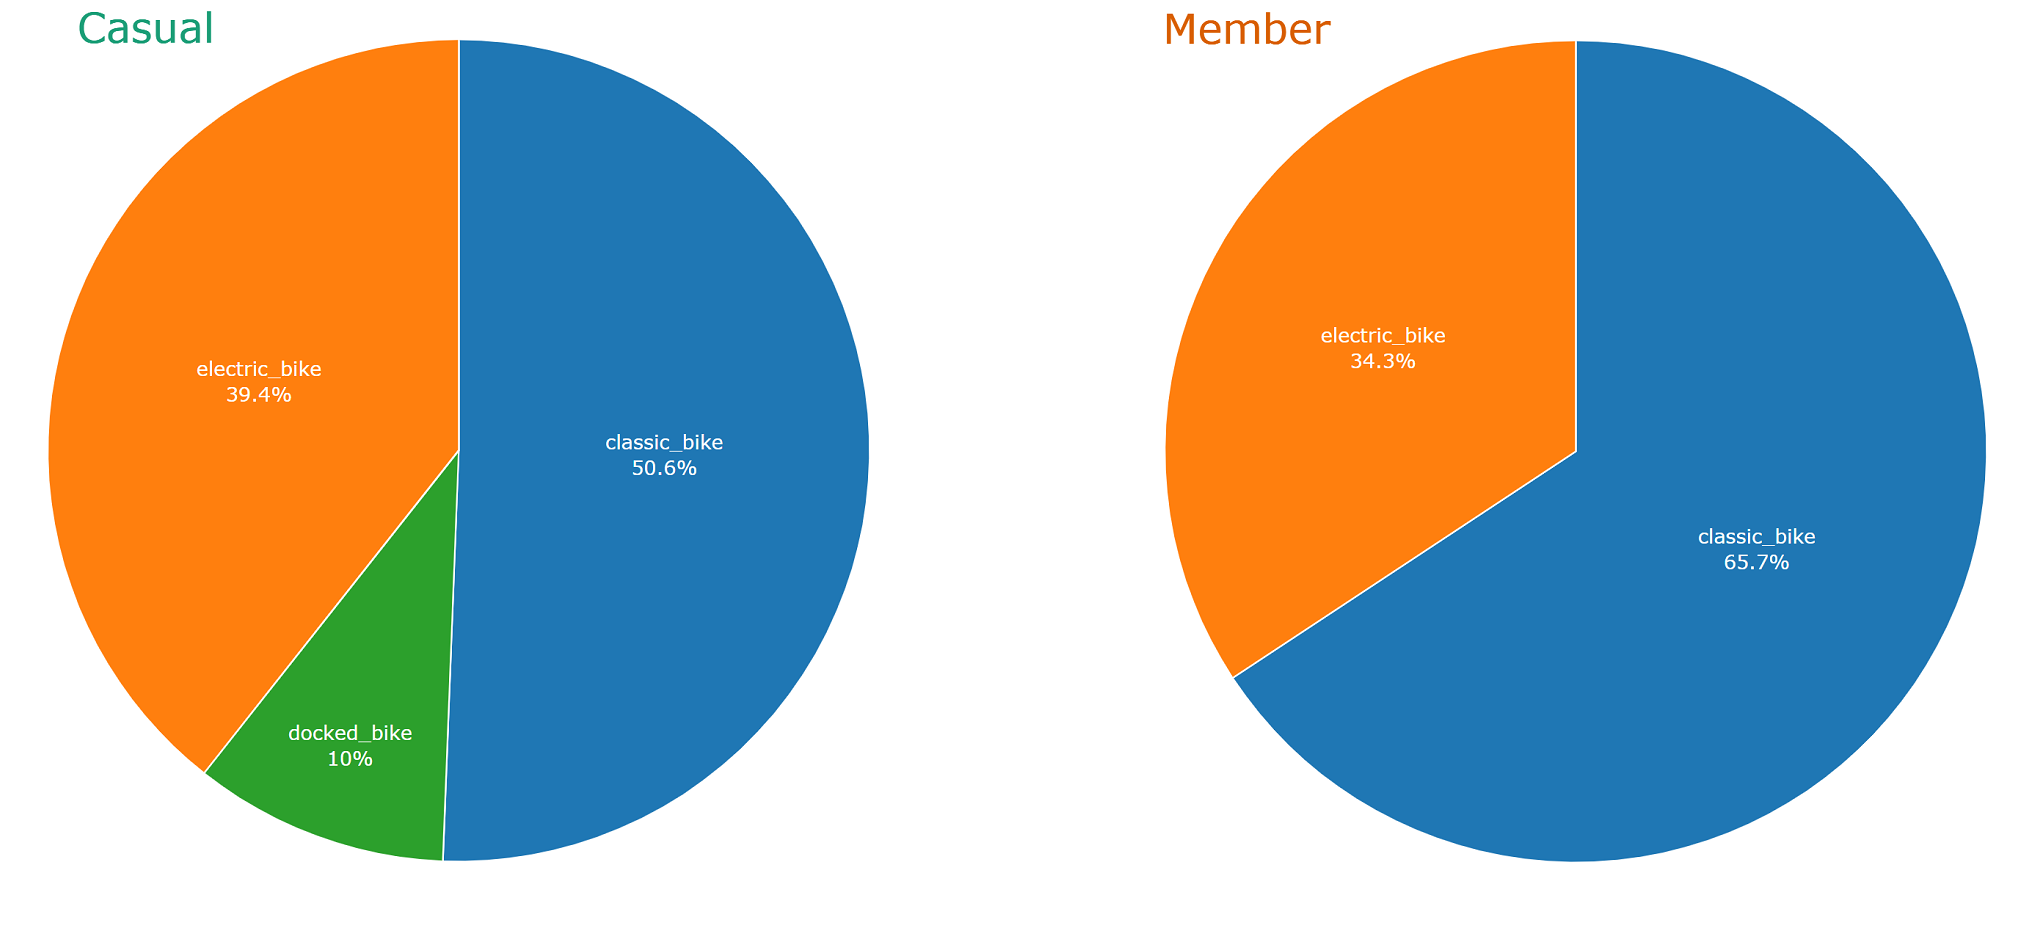 Casual
electric_bike
39.4%
classic_bike
50.6%
docked_bike
10%
Member
electric_bike
34.3%
classic_bike
65.7%